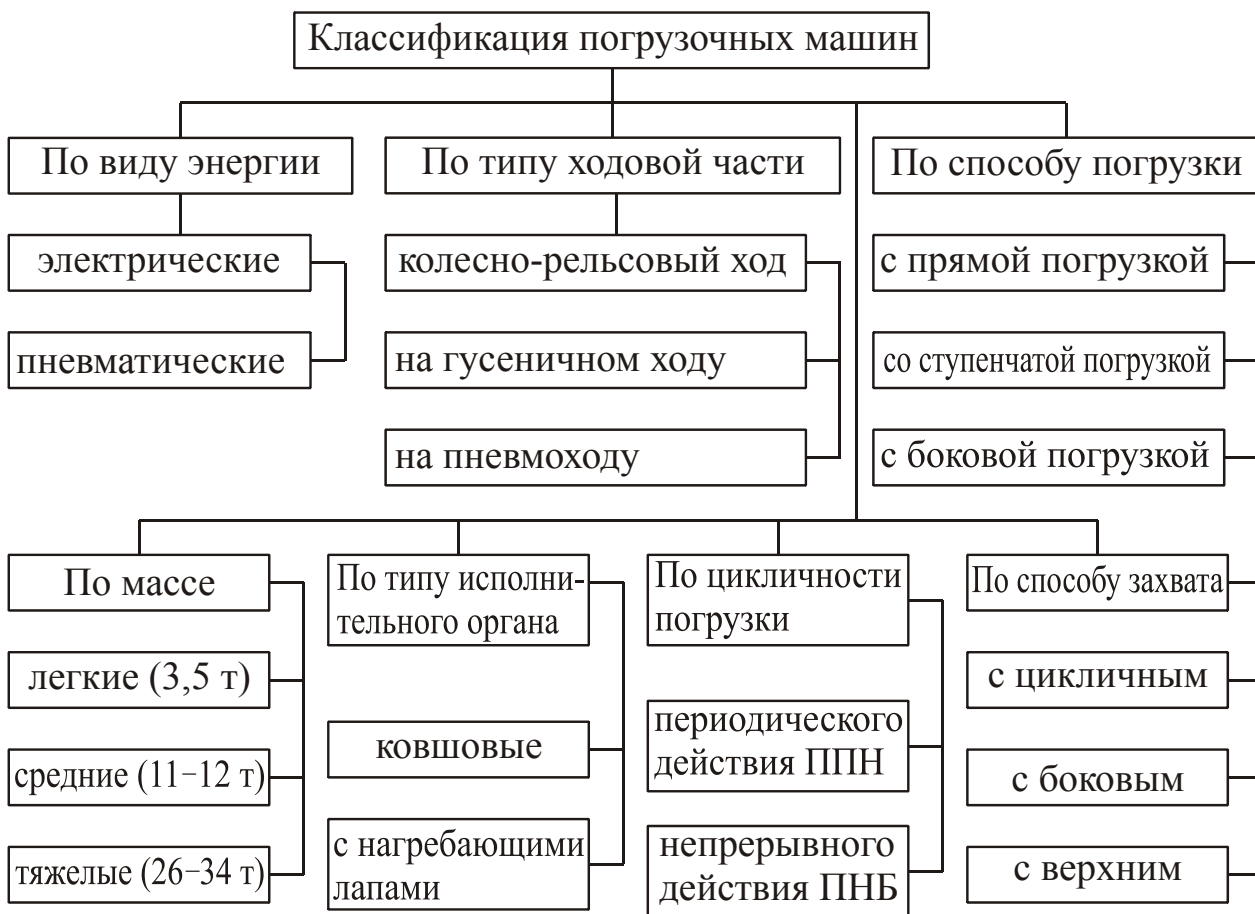 Классификация погрузочных машин
По виду энергии
электрические
пневматические
По типу ходовой части
колесно-рельсовый ход
на гусеничном ходу
на пневмоходу
По способу погрузки
с прямой погрузкой
со ступенчатой погрузкой
с боковой погрузкой
По массе
легкие (3,5 т)
средние (11–12 т)
тяжелые (26–34 т)
По типу исполни-
тельного органа
ковшовые
с нагребающими
лапами
По цикличности
погрузки
периодического
действия ППН
непрерывного
действия ПНБ
По способу захвата
с цикличным
с боковым
с верхним